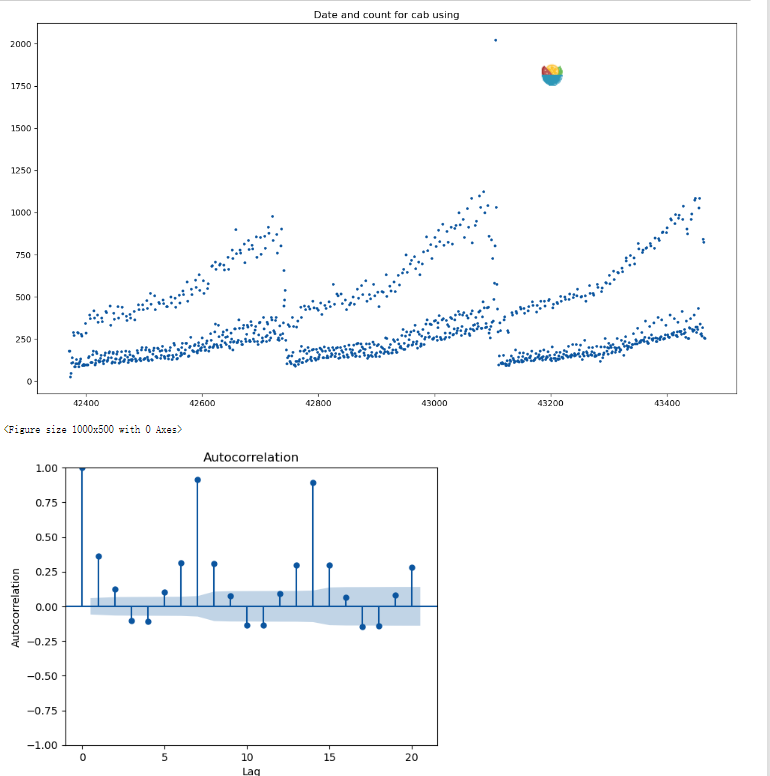 Date and count for cab using
2000
1750
1500
1250
1000
750
500
250
0
42400 42600 42800 43000 43200 43400
<Figure size 1000x500 with 0 Axes>
Autocorrelation
1.00
0.75
0.50
0.25
0.00
−0.25
−0.50
−0.75
−1.00
Autocorrelation
0 5 10 15 20
Lag